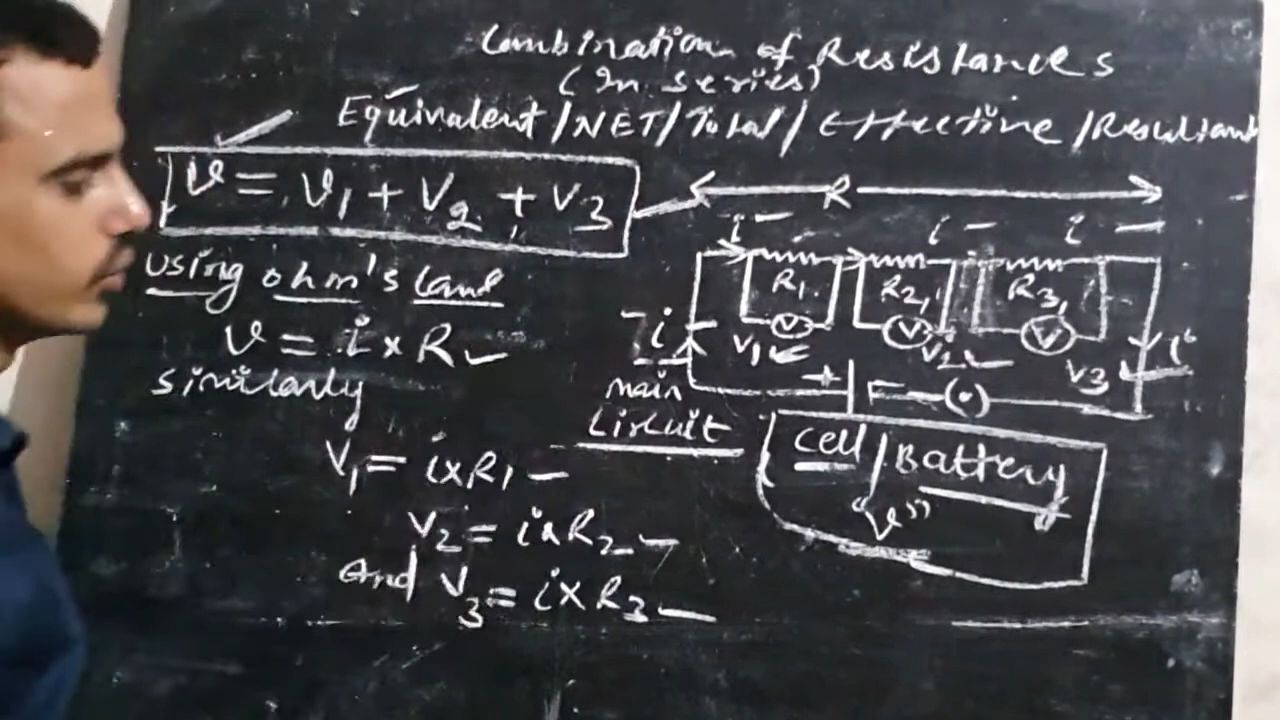 Combination of Resistances
(In series)
Equivalent/NET/Total/Effective/Resultant
V = V1 + V2 + V3
R
i
i
i
using ohm's law
R1
R2
R3
V
V
V
V1
V2
V3
i
i
V = i × R
+
main
circuit
similarly
cell/Battery
"V"
V1 = i×R1
V2 = i×R2
And V3 = i×R3